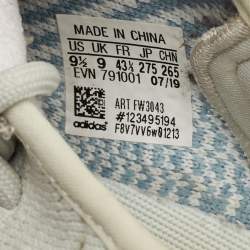 MADE IN CHINA
US UK FR JP CHN
9½ 9 43⅓ 275 265
EVN 791001 07/19
ART FW3043
#123495194
adidas® F8V7VV6w01213